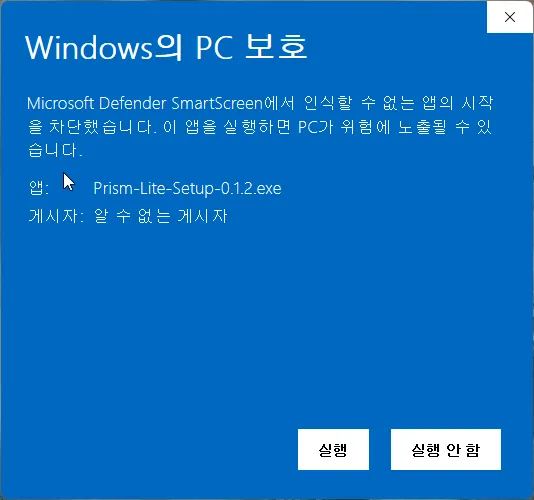 Windows의 PC 보호
Microsoft Defender SmartScreen에서 인식할 수 없는 앱의 시작
을 차단했습니다. 이 앱을 실행하면 PC가 위험에 노출될 수 있
습니다.
앱: Prism-Lite-Setup-0.1.2.exe
게시자: 알 수 없는 게시자
실행 실행 안 함